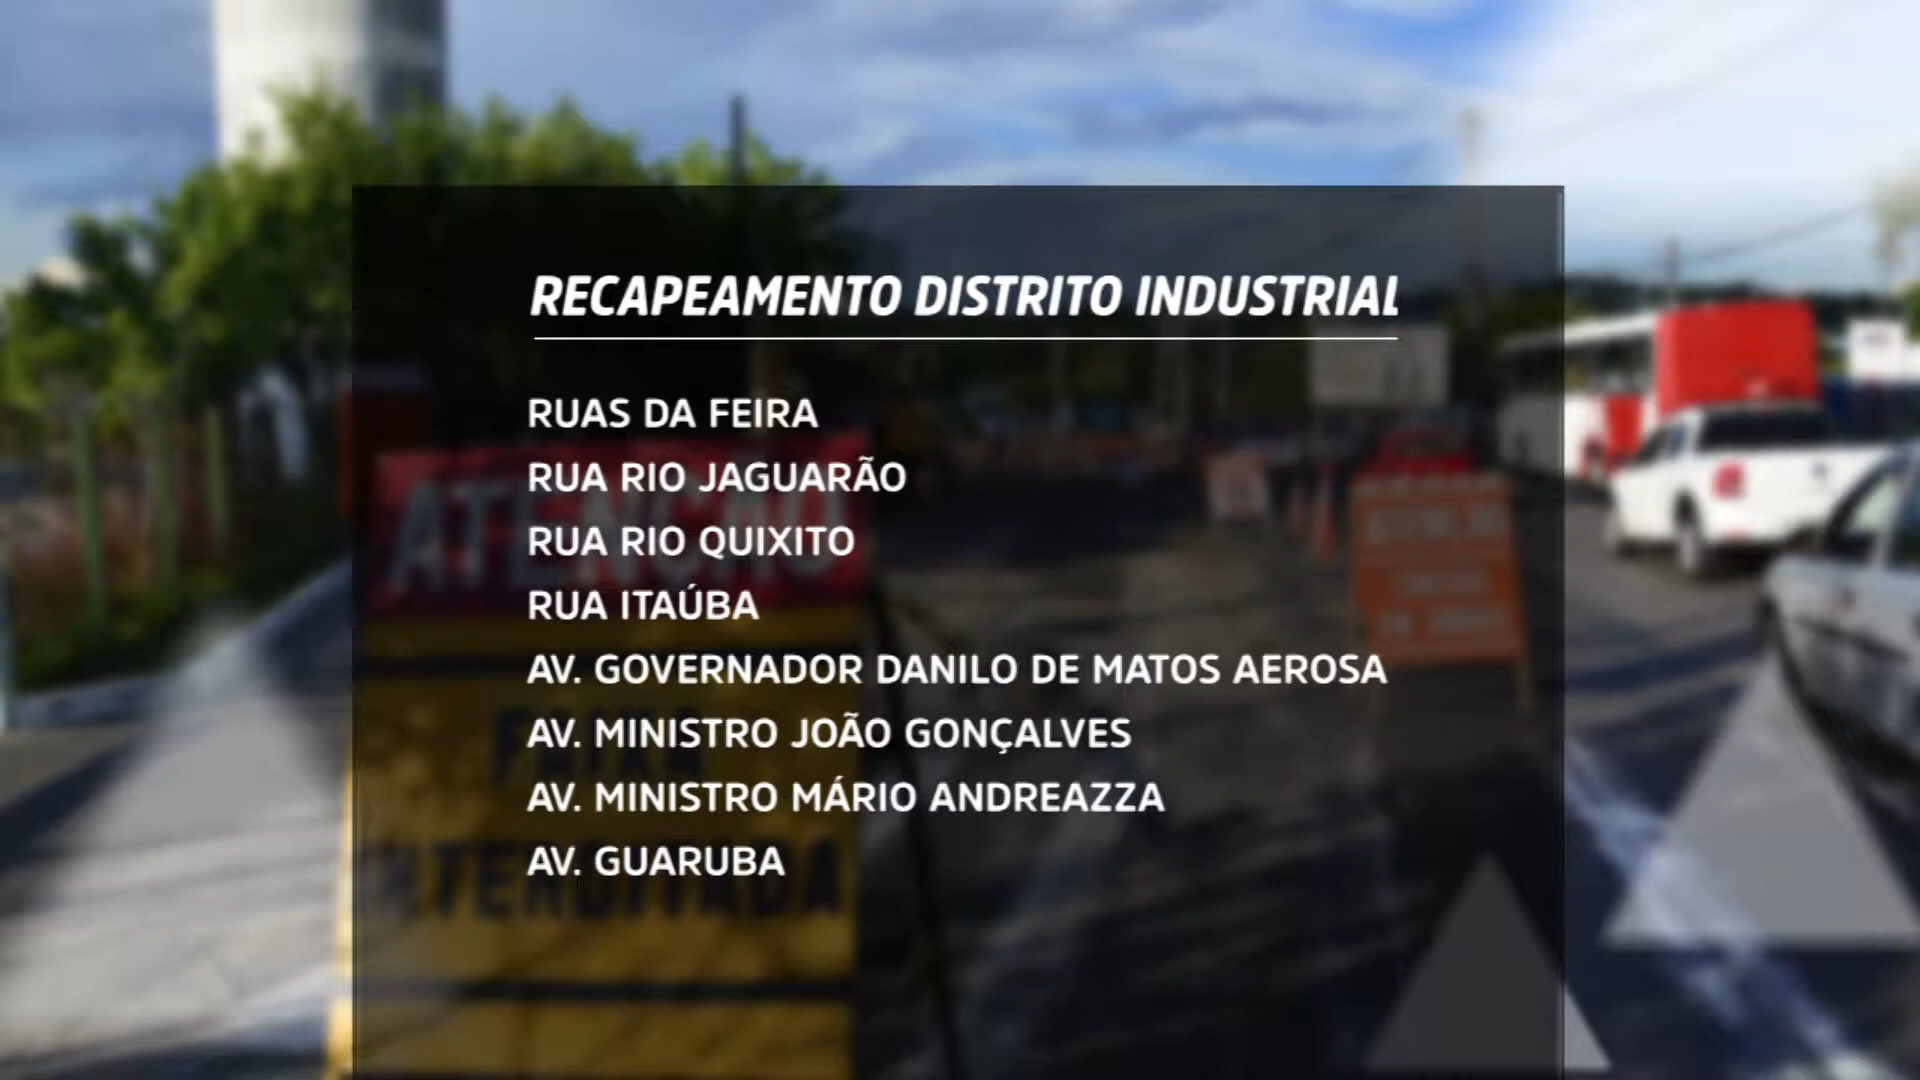 RECAPEAMENTO DISTRITO INDUSTRIAL
RUAS DA FEIRA
RUA RIO JAGUARÃO
RUA RIO QUIXITO
RUA ITAÚBA
AV. GOVERNADOR DANILO DE MATOS AEROSA
AV. MINISTRO JOÃO GONÇALVES
AV. MINISTRO MÁRIO ANDREAZZA
AV. GUARUBA
ATENÇÃO